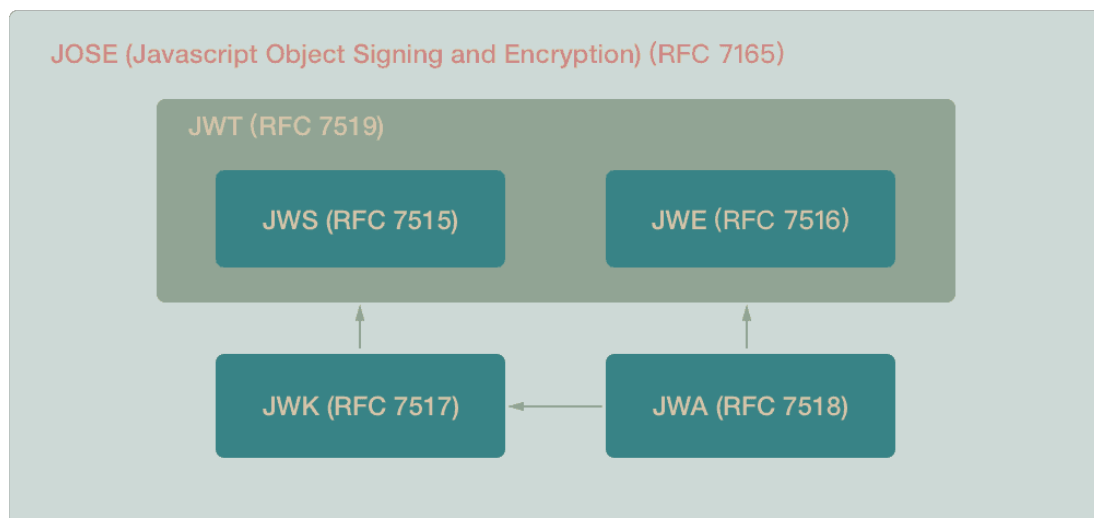 JOSE (Javascript Object Signing and Encryption) (RFC 7165)
JWT (RFC 7519)
JWS (RFC 7515)
JWE (RFC 7516)
JWK (RFC 7517)
JWA (RFC 7518)